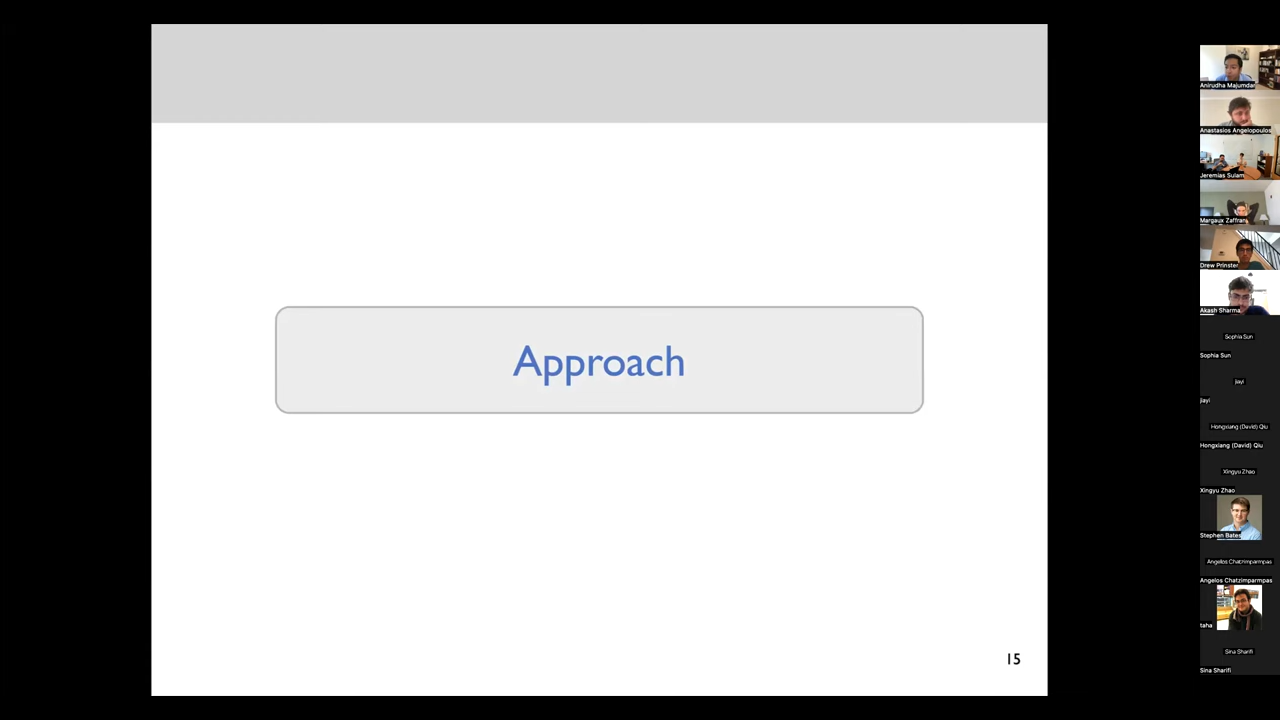 Approach
15
Anirudha Majumdar
Anastasios Angelopoulos
Jeremias Sulam
Margaux Zaffran
Drew Prinster
Akash Sharma
Sophia Sun
Sophia Sun
Jiayi
Jiayi
Hongxiang (David) Qiu
Hongxiang (David) Qiu
Xingyu Zhao
Xingyu Zhao
Stephen Bates
Angelos Chatzimparmpas
Angelos Chatzimparmpas
taha
Sina Sharifi
Sina Sharifi